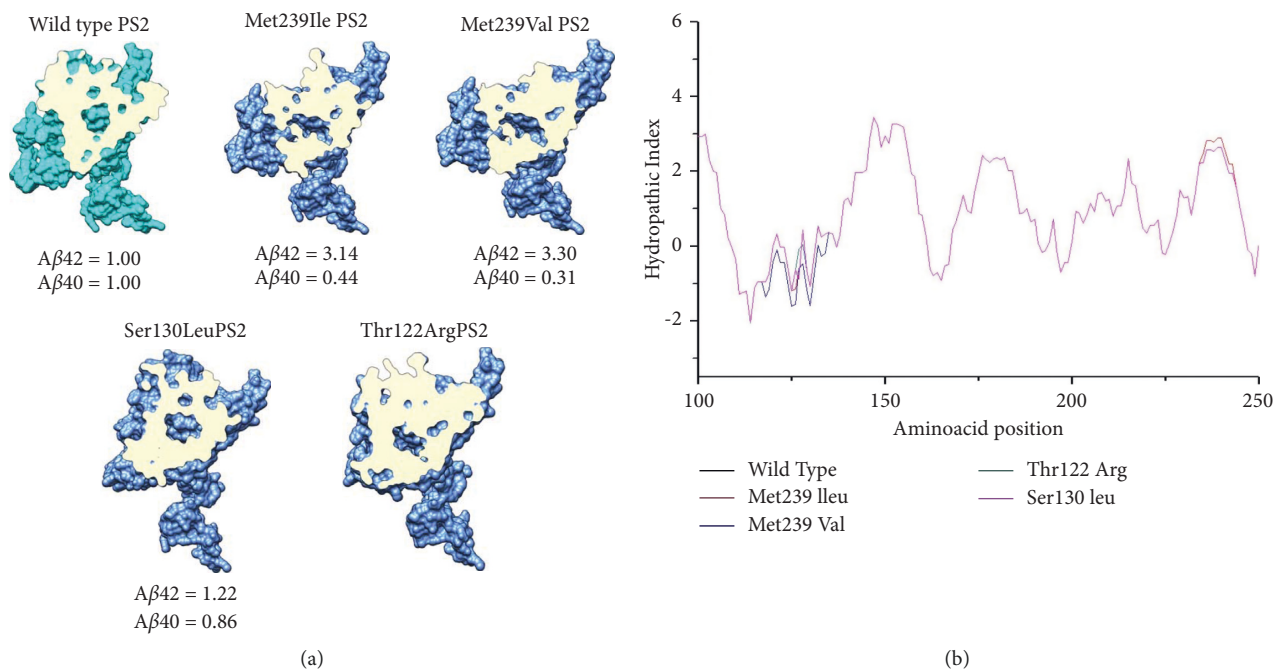 Wild type PS2
Met239Ile PS2
Met239Val PS2
Aβ42 = 1.00
Aβ40 = 1.00
Aβ42 = 3.14
Aβ40 = 0.44
Aβ42 = 3.30
Aβ40 = 0.31
Ser130LeuPS2
Thr122ArgPS2
Aβ42 = 1.22
Aβ40 = 0.86
(a)
Hydropathic Index
6
4
2
0
-2
100
150
200
250
Aminoacid position
Wild Type
Met239 lleu
Met239 Val
Thr122 Arg
Ser130 leu
(b)